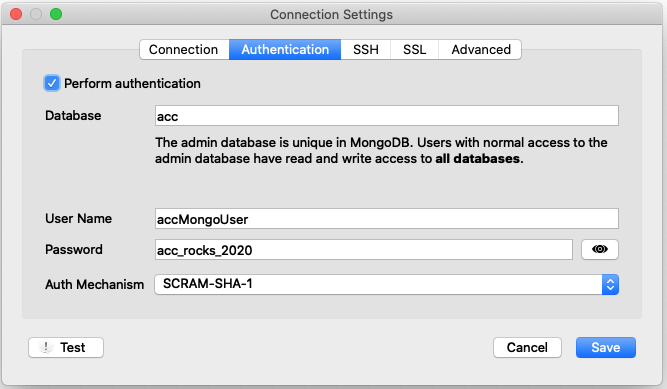 Connection Settings
Connection Authentication SSH SSL Advanced
Perform authentication
Database acc
The admin database is unique in MongoDB. Users with normal access to the
admin database have read and write access to all databases.
User Name accMongoUser
Password acc_rocks_2020
Auth Mechanism SCRAM-SHA-1
! Test Cancel Save